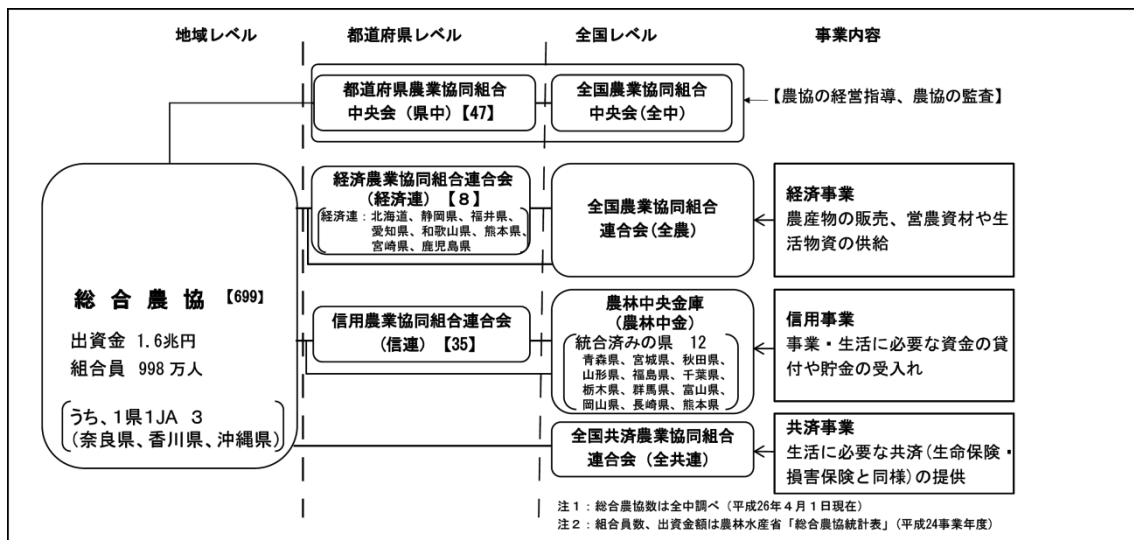 地域レベル
都道府県レベル
全国レベル
事業内容
都道府県農業協同組合
中央会（県中）【47】
全国農業協同組合
中央会(全中)
【農協の経営指導、農協の監査】
経済農業協同組合連合会
（経済連）【８】
経済連：北海道、静岡県、福井県、
愛知県、和歌山県、熊本県、
宮崎県、鹿児島県
全国農業協同組合
連合会(全農)
経済事業
農産物の販売、営農資材や生
活物資の供給
総合農協【699】
出資金 1.6兆円
組合員 998 万人
うち、1県1JA 3
(奈良県、香川県、沖縄県)
信用農業協同組合連合会
（信連）【35】
農林中央金庫
（農林中金）
統合済みの県 12
青森県、宮城県、秋田県、
山形県、福島県、千葉県、
栃木県、群馬県、富山県、
岡山県、長崎県、熊本県
信用事業
事業・生活に必要な資金の貸
付や貯金の受入れ
全国共済農業協同組合
連合会（全共連）
共済事業
生活に必要な共済(生命保険・
損害保険と同様)の提供
注１：総合農協数は全中調べ（平成26年４月１日現在）
注２：組合員数、出資金額は農林水産省「総合農協統計表」（平成24事業年度）